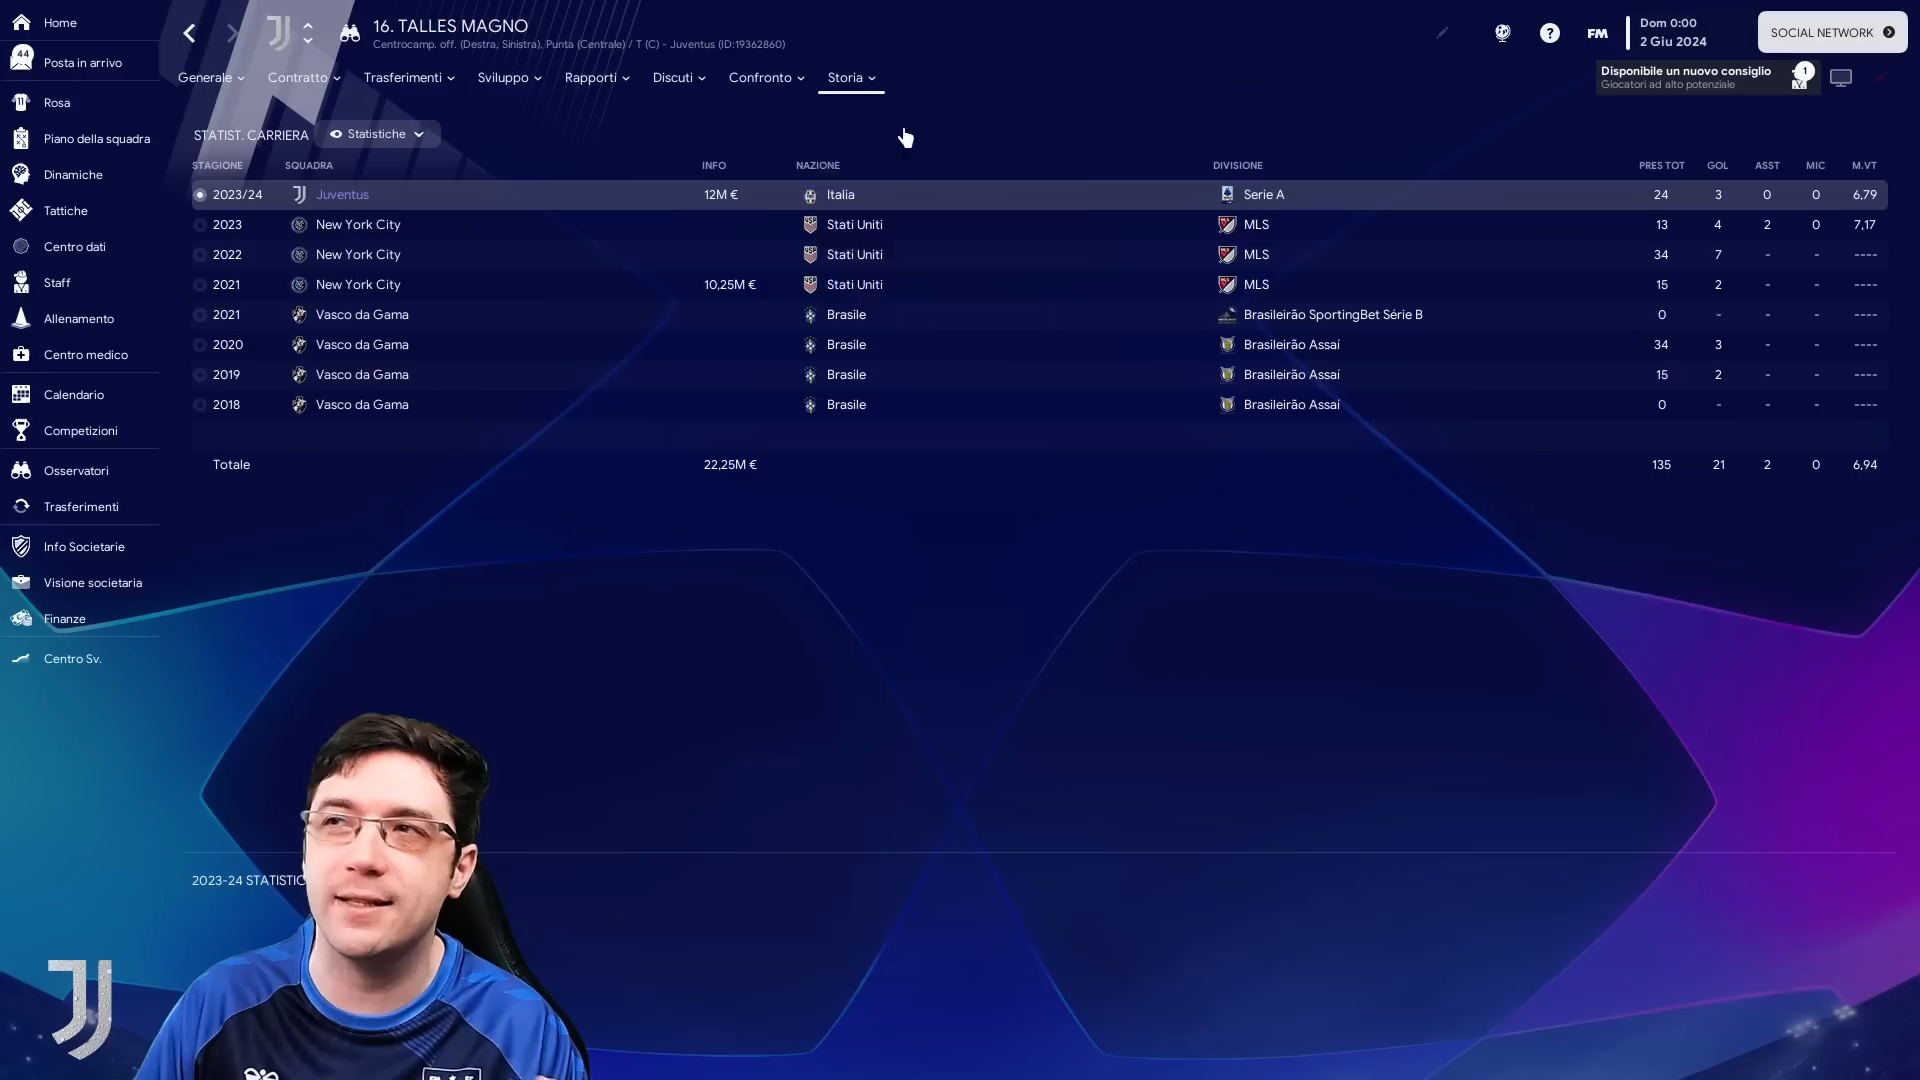 Home
44
Posta in arrivo
11
Rosa
Piano della squadra
Dinamiche
Tattiche
Centro dati
Staff
Allenamento
Centro medico
Calendario
Competizioni
Osservatori
Trasferimenti
Info Societarie
Visione societaria
Finanze
Centro Sv.
16. TALLES MAGNO
Centrocamp. off. (Destra, Sinistra), Punta (Centrale) / T (C) - Juventus (ID:19362860)
? FM
Dom 0:00
2 Giu 2024
SOCIAL NETWORK
Generale Contratto Trasferimenti Sviluppo Rapporti Discuti Confronto Storia
Disponibile un nuovo consiglio
Giocatori ad alto potenziale
1
STATIST. CARRIERA Statistiche
STAGIONE SQUADRA INFO NAZIONE DIVISIONE PRES TOT GOL ASST MIC M.VT
2023/24 Juventus 12M € Italia Serie A 24 3 0 0 6,79
2023 New York City Stati Uniti MLS 13 4 2 0 7,17
2022 New York City Stati Uniti MLS 34 7 - - ----
2021 New York City 10,25M € Stati Uniti MLS 15 2 - - ----
2021 Vasco da Gama Brasile Brasileirão SportingBet Série B 0 - - - ----
2020 Vasco da Gama Brasile Brasileirão Assaí 34 3 - - ----
2019 Vasco da Gama Brasile Brasileirão Assaí 15 2 - - ----
2018 Vasco da Gama Brasile Brasileirão Assaí 0 - - - ----
Totale 22,25M € 135 21 2 0 6,94
2023-24 STATISTIC